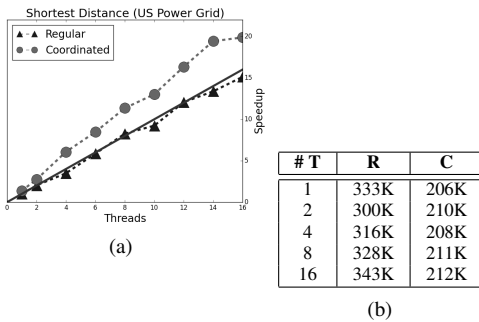 Shortest Distance (US Power Grid)
Regular
Coordinated
20
15
10
5
0
Speedup
0 2 4 6 8 10 12 14 16
Threads
(a)
# T R C
1 333K 206K
2 300K 210K
4 316K 208K
8 328K 211K
16 343K 212K
(b)